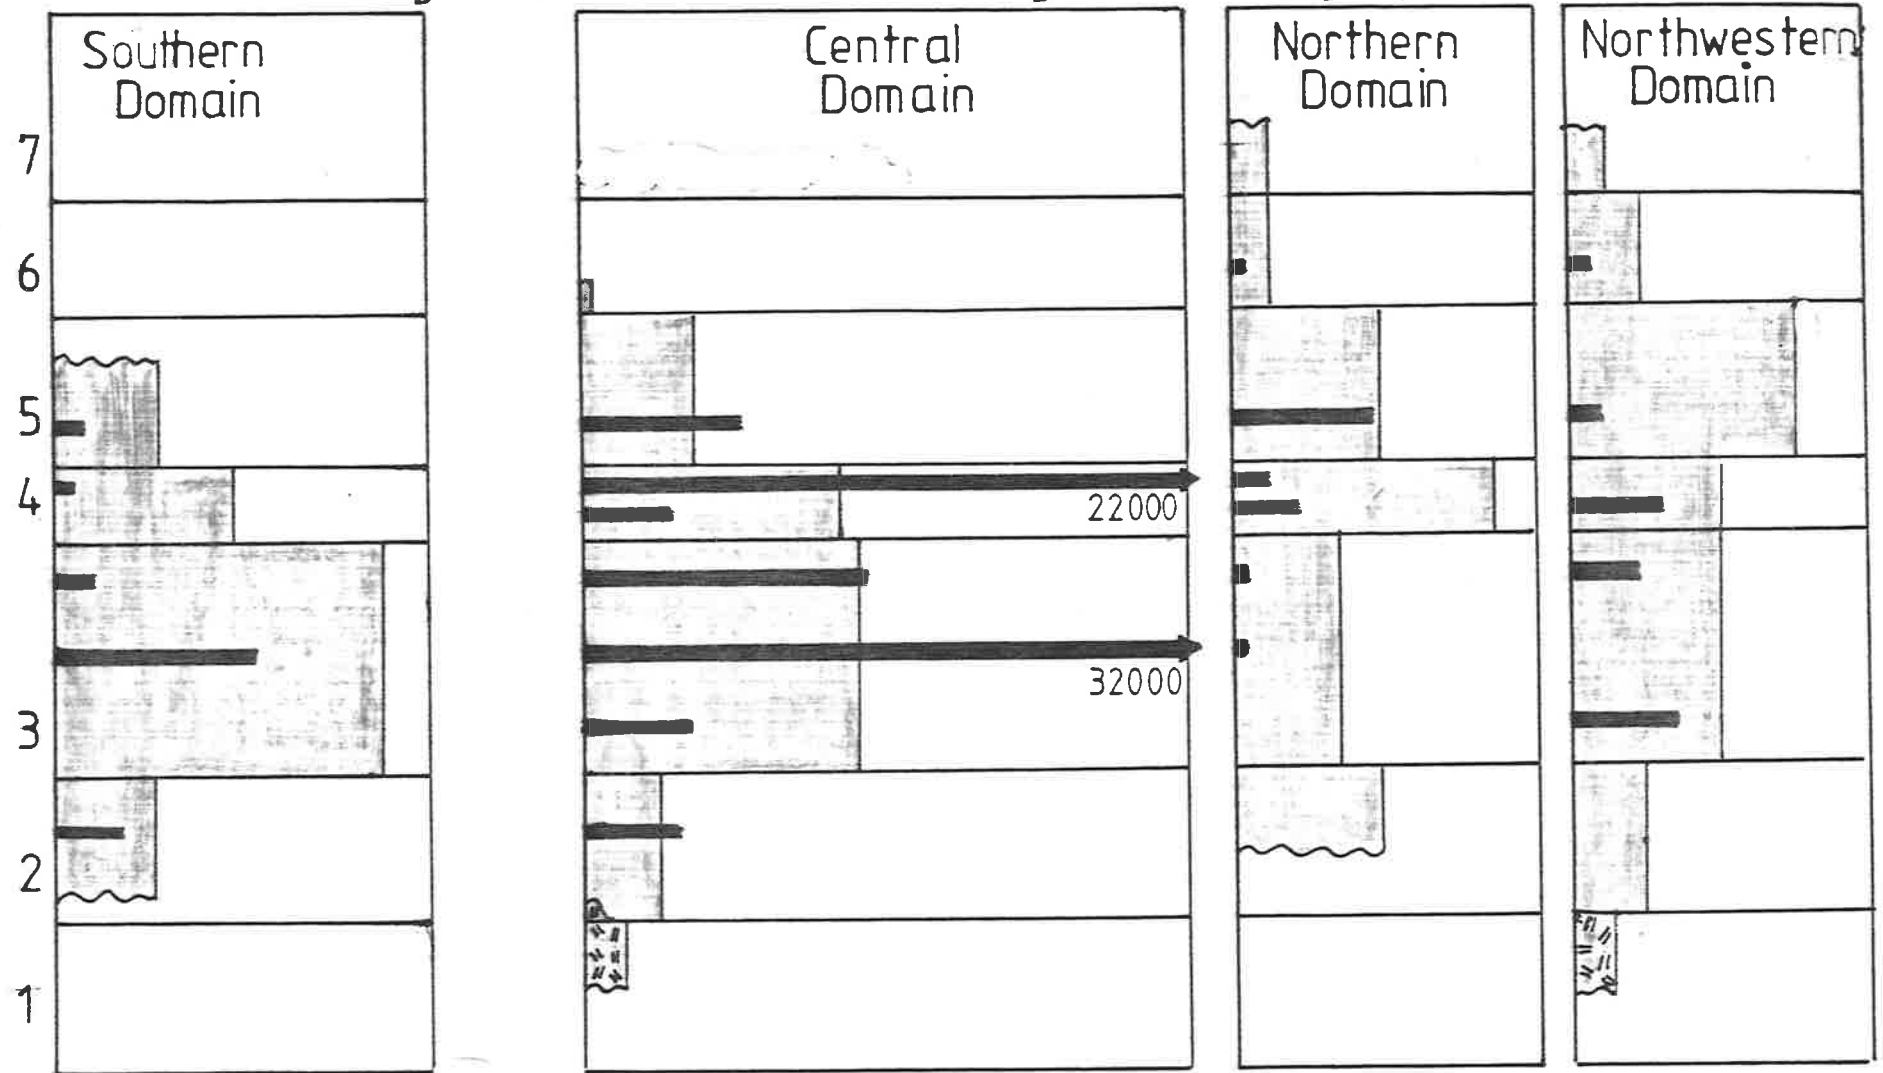 Southern
Domain
Central
Domain
Northern
Domain
Northwestern
Domain
7
6
5
4
22000
32000
3
2
1